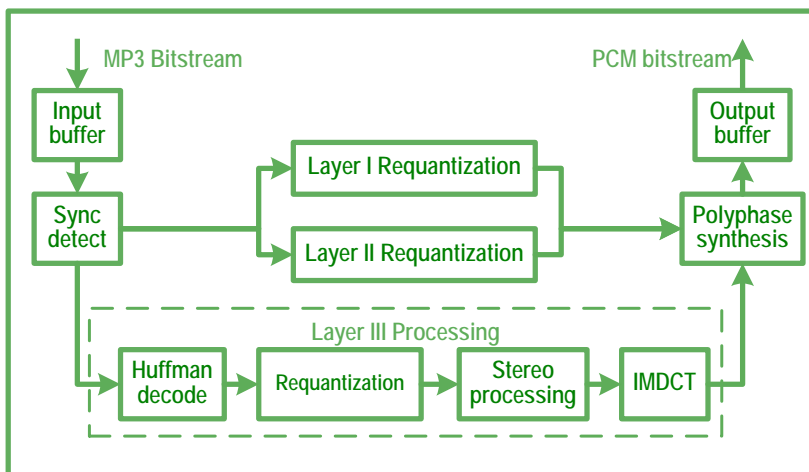 MP3 Bitstream
PCM bitstream
Input
buffer
Output
buffer
Layer I Requantization
Sync
detect
Polyphase
synthesis
Layer II Requantization
Layer III Processing
Huffman
decode
Requantization
Stereo
processing
IMDCT